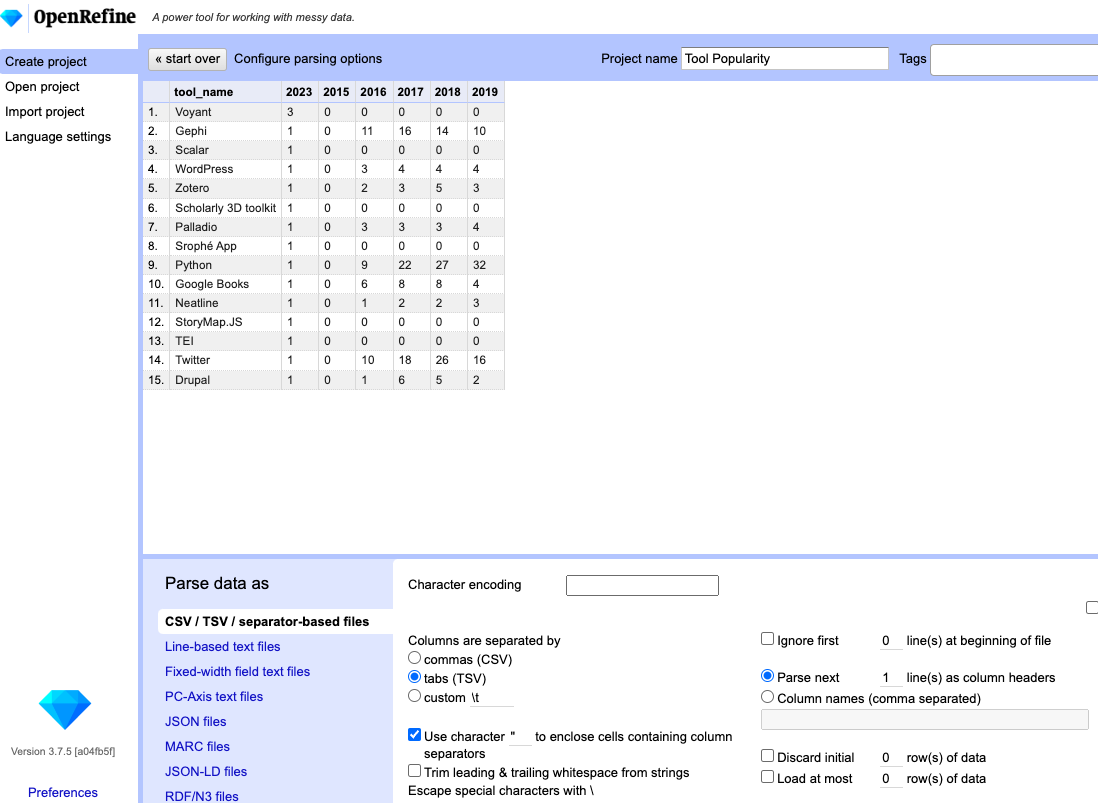 OpenRefine A power tool for working with messy data.
Create project
Open project
Import project
Language settings
« start over Configure parsing options Project name Tool Popularity Tags
tool_name 2023 2015 2016 2017 2018 2019
1. Voyant 3 0 0 0 0 0
2. Gephi 1 0 11 16 14 10
3. Scalar 1 0 0 0 0 0
4. WordPress 1 0 3 4 4 4
5. Zotero 1 0 2 3 5 3
6. Scholarly 3D toolkit 1 0 0 0 0 0
7. Palladio 1 0 3 3 3 4
8. Srophé App 1 0 0 0 0 0
9. Python 1 0 9 22 27 32
10. Google Books 1 0 6 8 8 4
11. Neatline 1 0 1 2 2 3
12. StoryMap.JS 1 0 0 0 0 0
13. TEI 1 0 0 0 0 0
14. Twitter 1 0 10 18 26 16
15. Drupal 1 0 1 6 5 2
Parse data as
CSV / TSV / separator-based files
Line-based text files
Fixed-width field text files
PC-Axis text files
JSON files
MARC files
JSON-LD files
RDF/N3 files
Character encoding
Columns are separated by
commas (CSV)
tabs (TSV)
custom \t
Use character " to enclose cells containing column
separators
Trim leading & trailing whitespace from strings
Escape special characters with \
Ignore first 0 line(s) at beginning of file
Parse next 1 line(s) as column headers
Column names (comma separated)
Discard initial 0 row(s) of data
Load at most 0 row(s) of data
Version 3.7.5 [a04fb5f]
Preferences